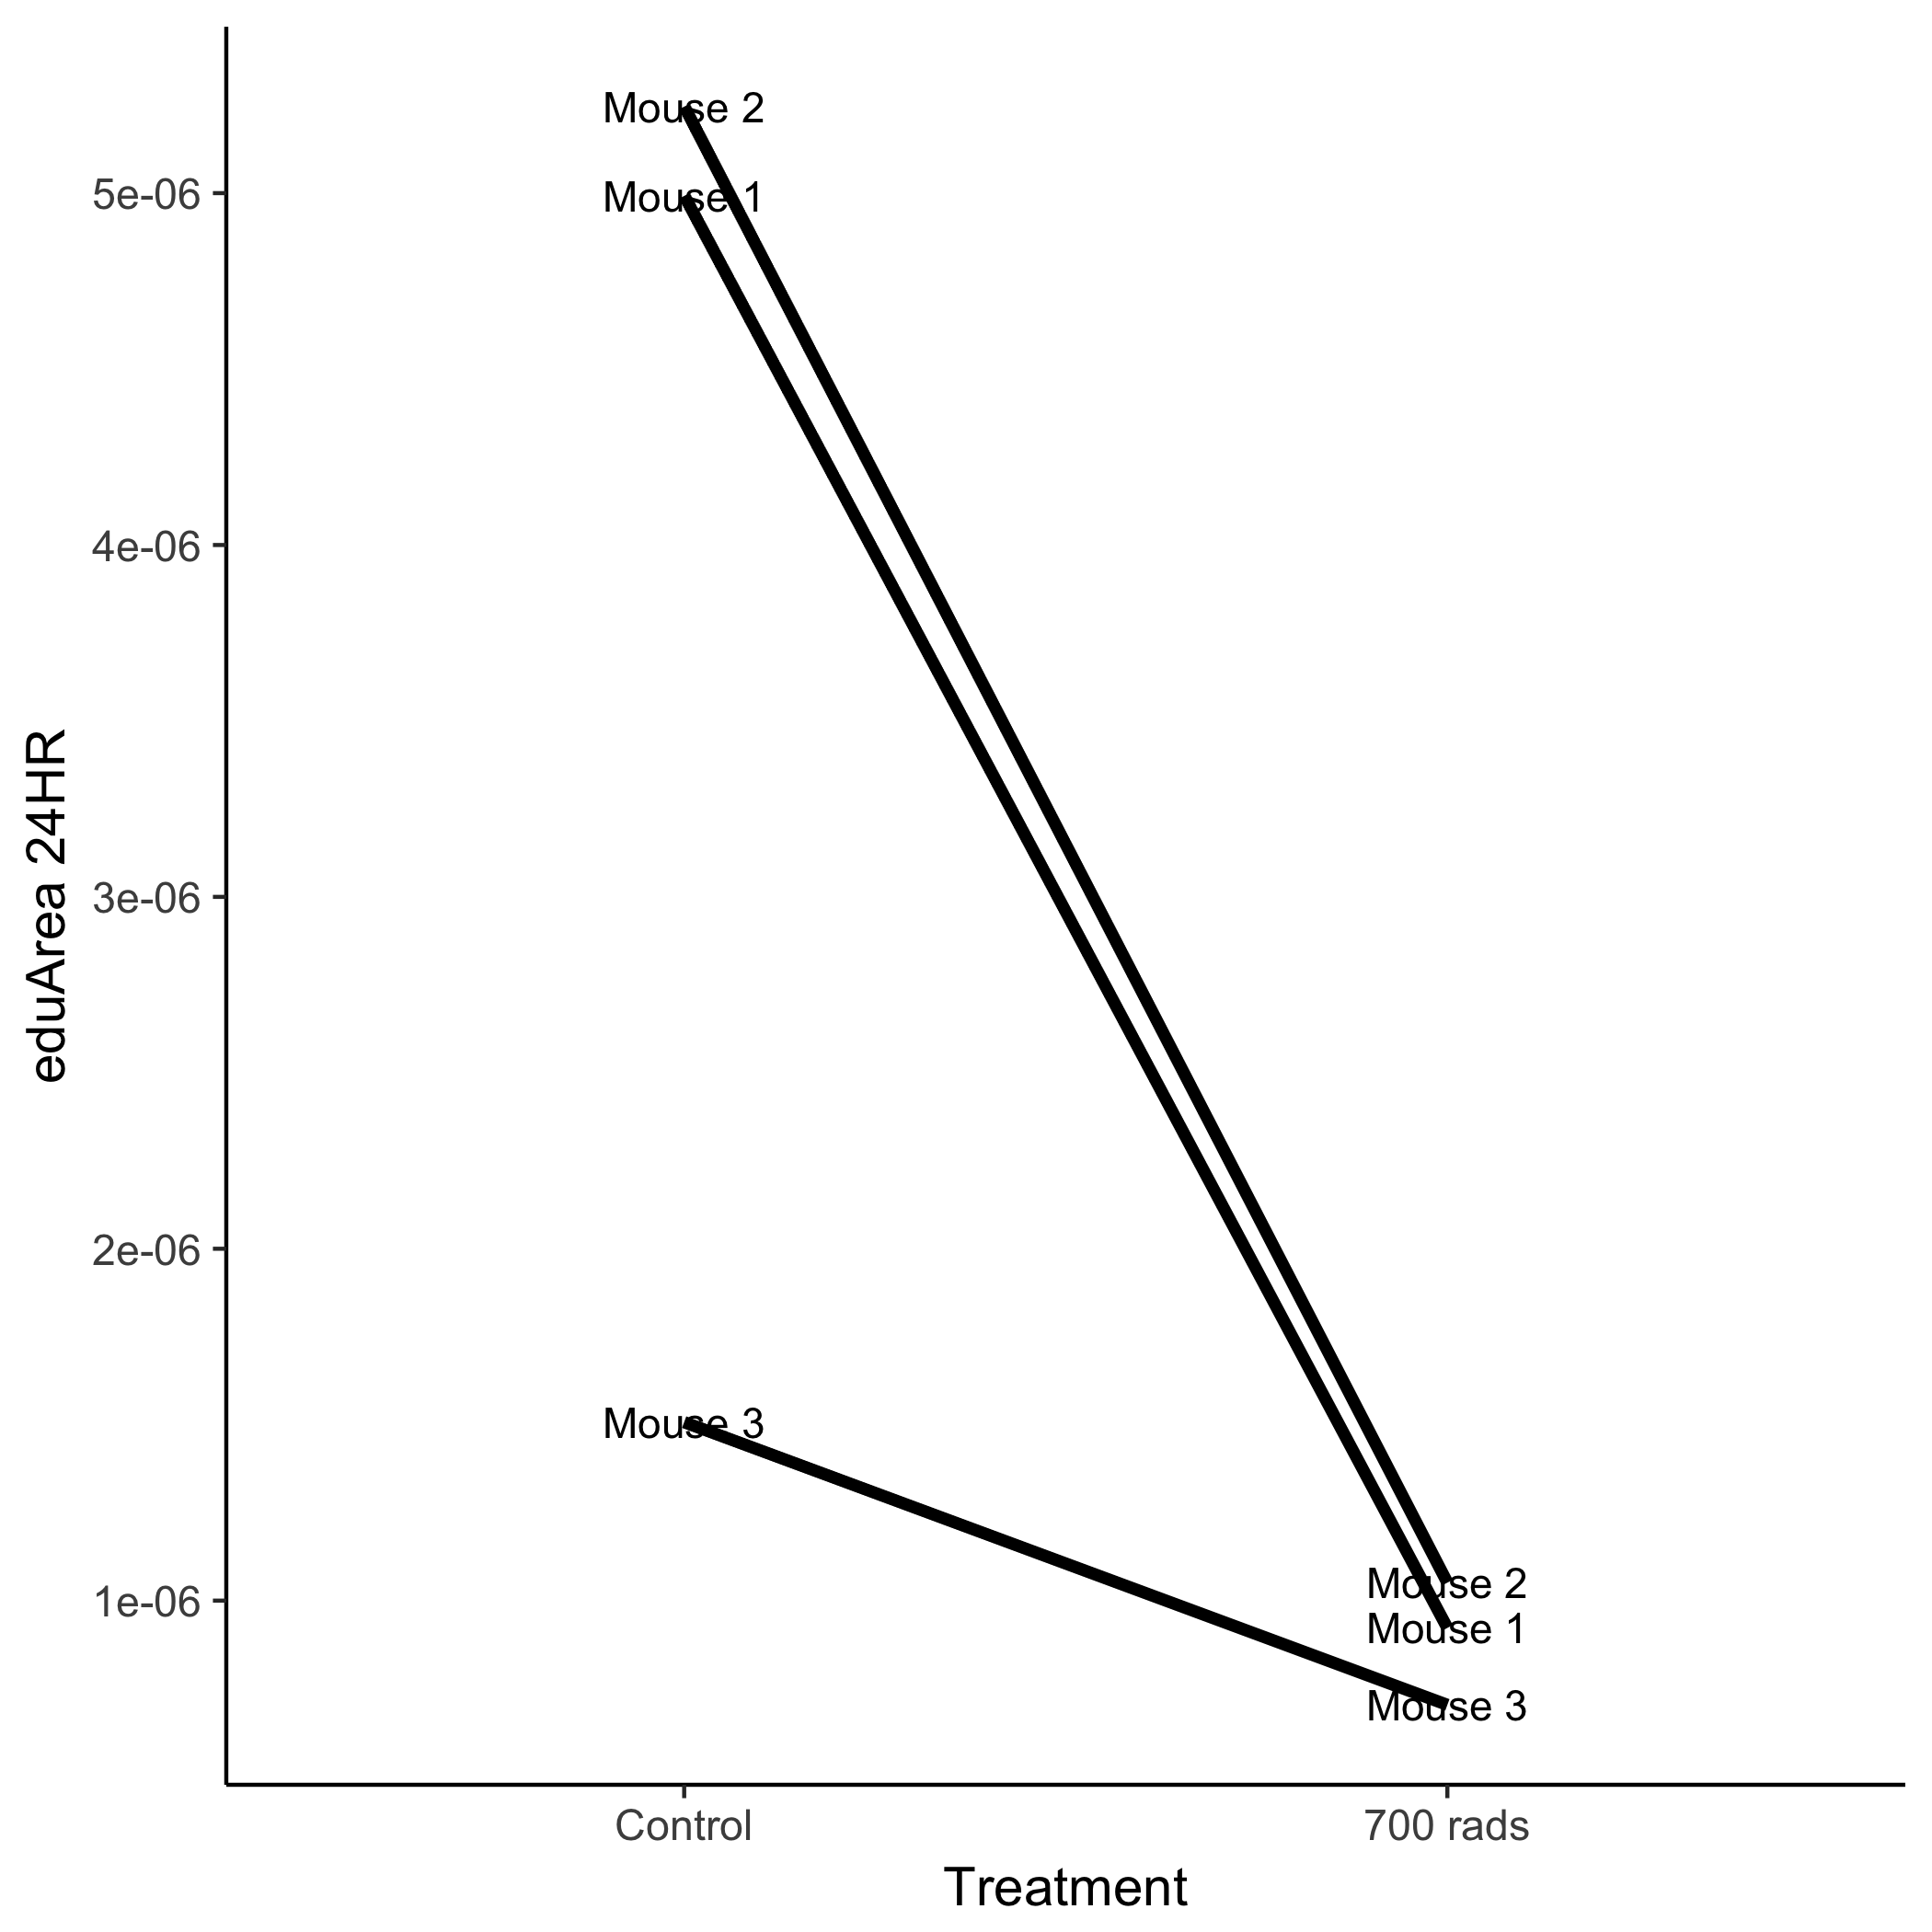 Mouse 2
5e-06
Mouse 1
4e-06
eduArea 24HR
3e-06
2e-06
Mouse 3
Mouse 2
1e-06
Mouse 1
Mouse 3
Control
700 rads
Treatment